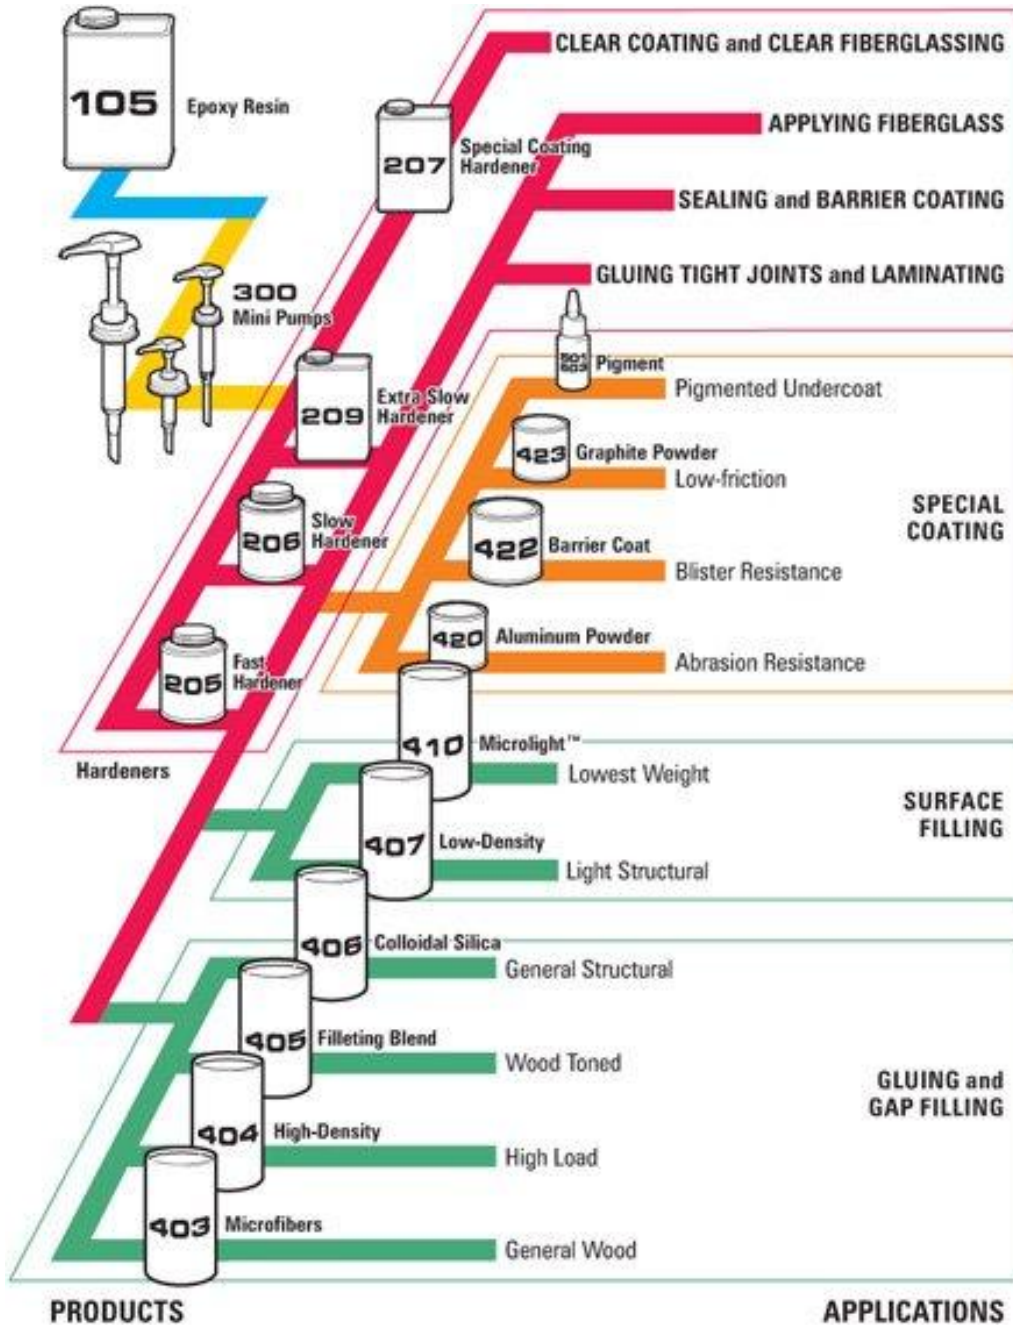 105
Epoxy Resin
CLEAR COATING and CLEAR FIBERGLASSING
APPLYING FIBERGLASS
207
Special Coating
Hardener
SEALING and BARRIER COATING
GLUING TIGHT JOINTS and LAMINATING
300
Mini Pumps
501
503
Pigment
Pigmented Undercoat
209
Extra Slow
Hardener
423
Graphite Powder
Low-friction
SPECIAL
COATING
206
Slow
Hardener
422
Barrier Coat
Blister Resistance
420
Aluminum Powder
Abrasion Resistance
205
Fast
Hardener
Hardeners
410
Microlight™
Lowest Weight
SURFACE
FILLING
407
Low-Density
Light Structural
406
Colloidal Silica
General Structural
405
Filleting Blend
Wood Toned
GLUING and
GAP FILLING
404
High-Density
High Load
403
Microfibers
General Wood
PRODUCTS
APPLICATIONS